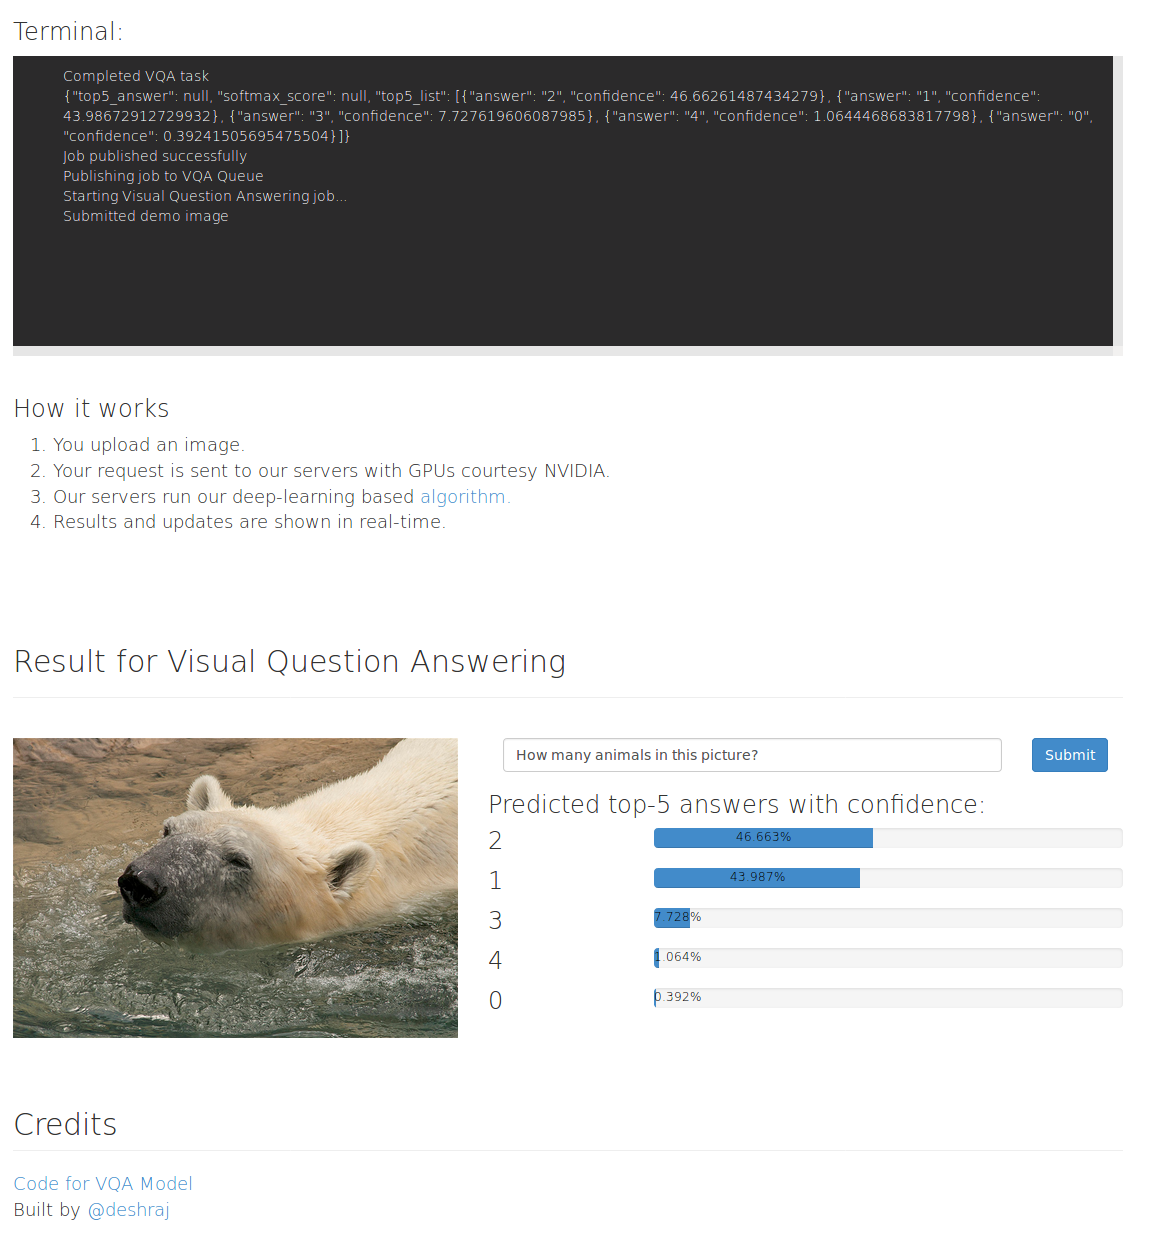 Terminal:
Completed VQA task
{"top5_answer": null, "softmax_score": null, "top5_list": [{"answer": "2", "confidence": 46.66261487434279}, {"answer": "1", "confidence":
43.98672912729932}, {"answer": "3", "confidence": 7.727619606087985}, {"answer": "4", "confidence": 1.0644468683817798}, {"answer": "0",
"confidence": 0.39241505695475504}]}
Job published successfully
Publishing job to VQA Queue
Starting Visual Question Answering job...
Submitted demo image
How it works
1. You upload an image.
2. Your request is sent to our servers with GPUs courtesy NVIDIA.
3. Our servers run our deep-learning based algorithm.
4. Results and updates are shown in real-time.
Result for Visual Question Answering
How many animals in this picture?
Submit
Predicted top-5 answers with confidence:
2 46.663%
1 43.987%
3 7.728%
4 1.064%
0 0.392%
Credits
Code for VQA Model
Built by @deshraj